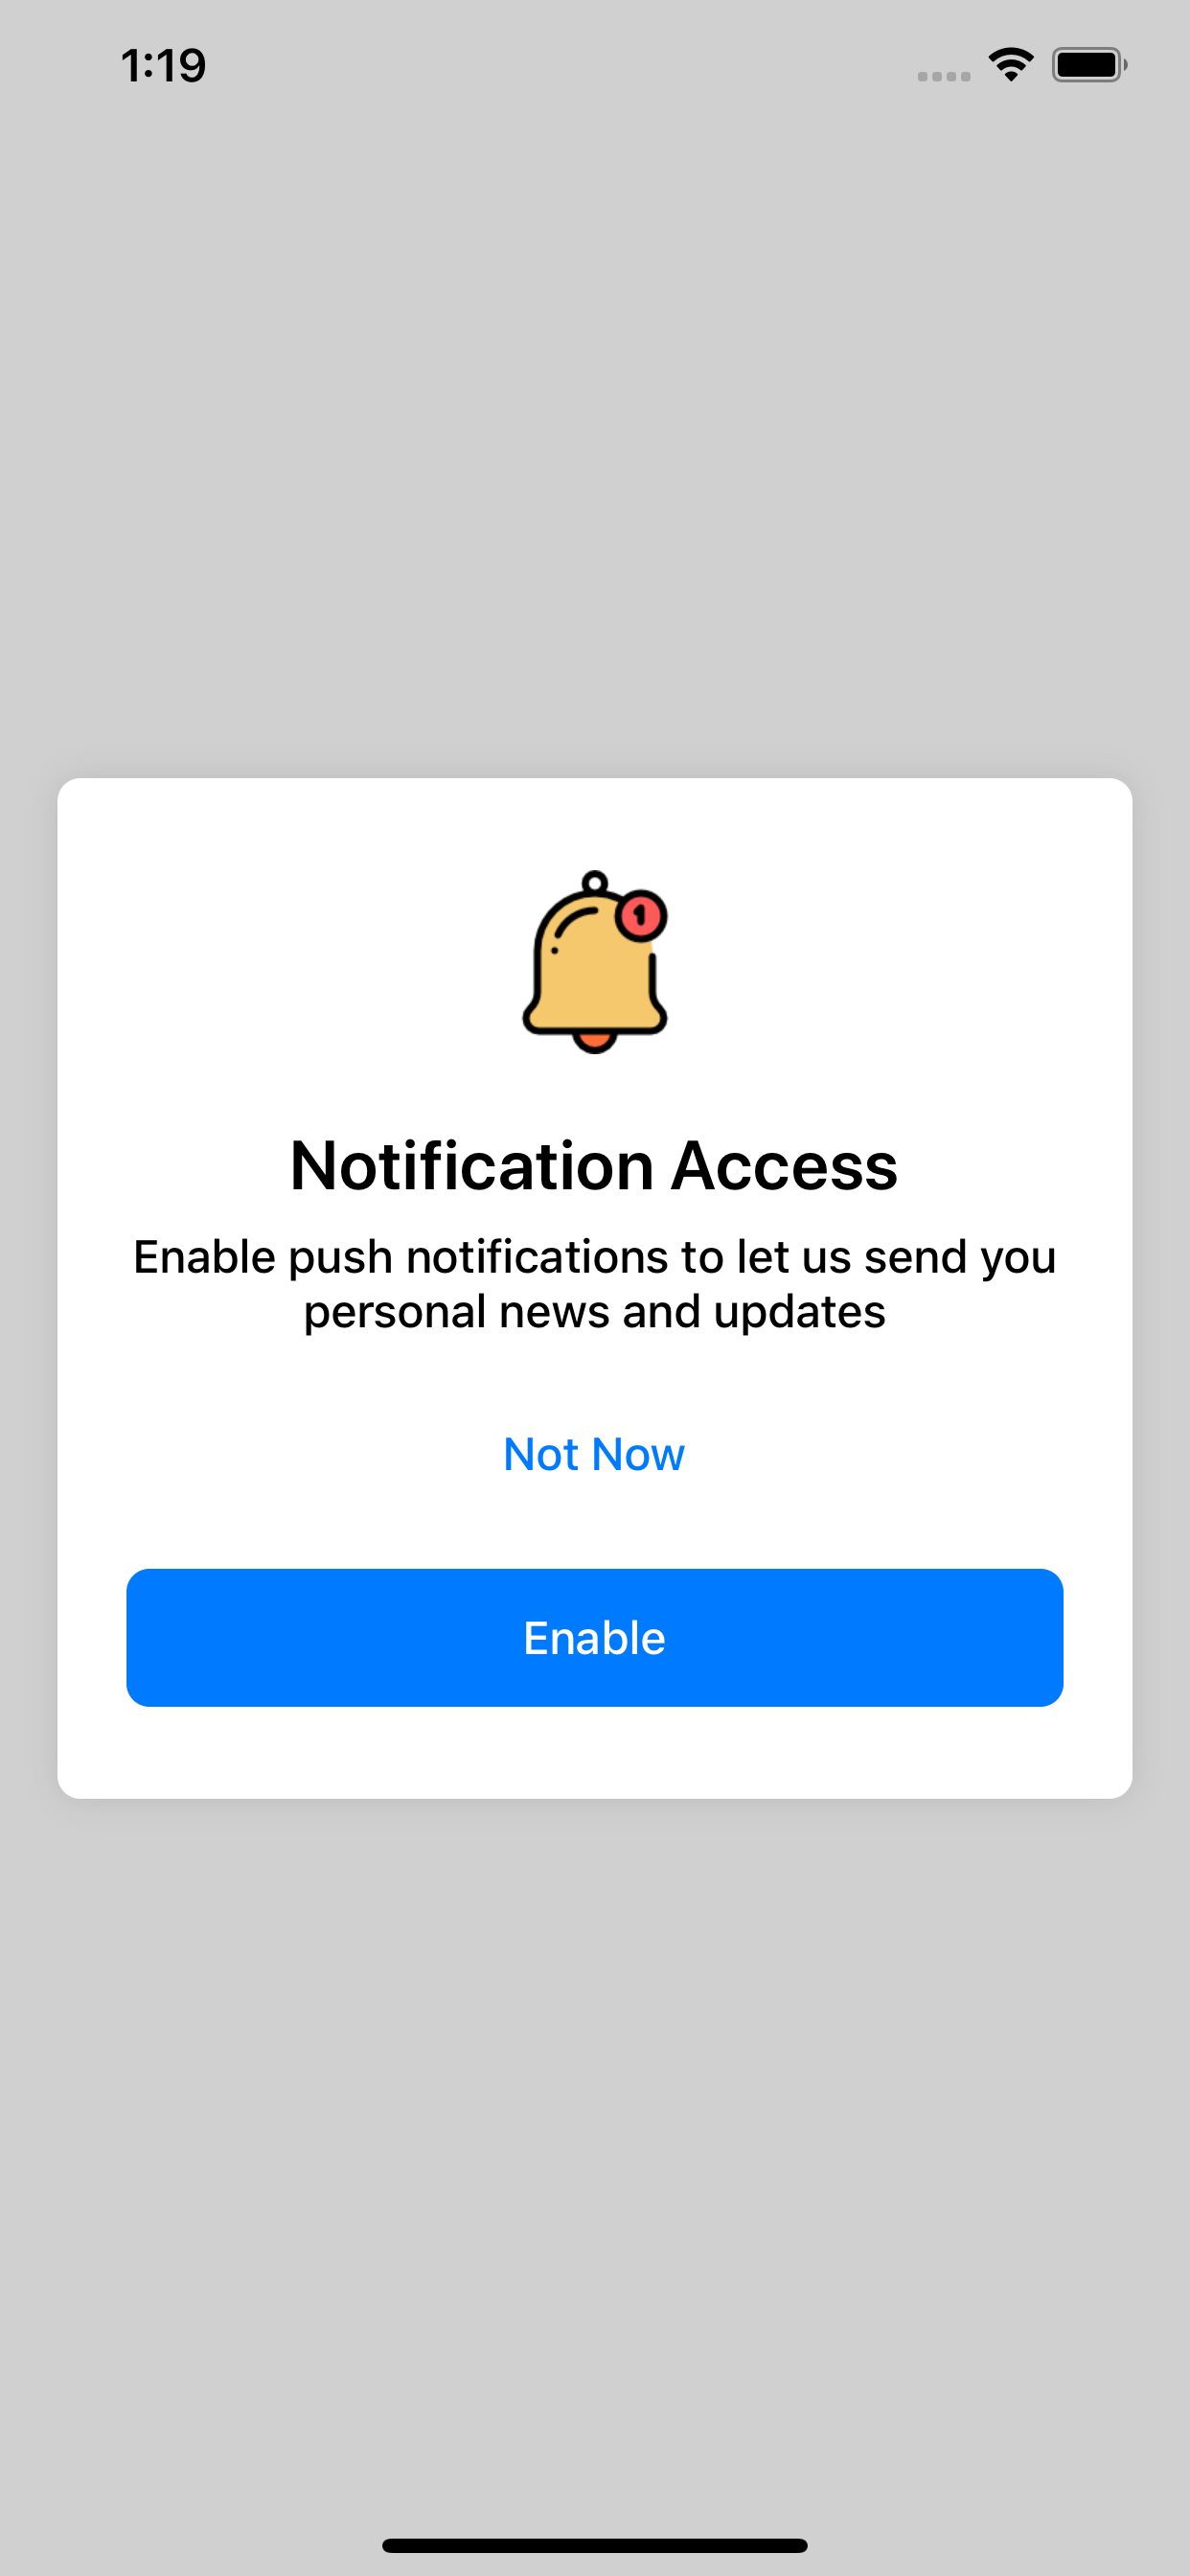 1:19
1
Notification Access
Enable push notifications to let us send you
personal news and updates
Not Now
Enable